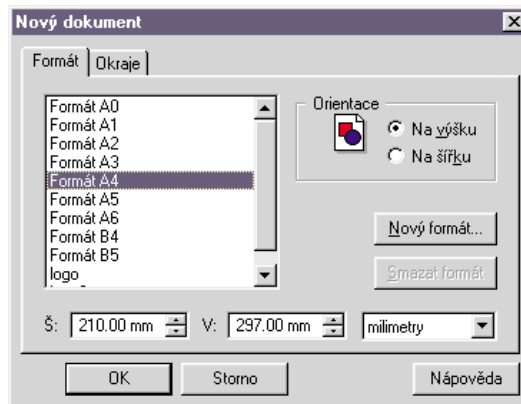 Nový dokument
Formát Okraje
Formát A0
Formát A1
Formát A2
Formát A3
Formát A4
Formát A5
Formát A6
Formát B4
Formát B5
logo
Orientace
Na výšku
Na šířku
Nový formát...
Smazat formát
Š: 210.00 mm V: 297.00 mm milimetry
OK Storno Nápověda